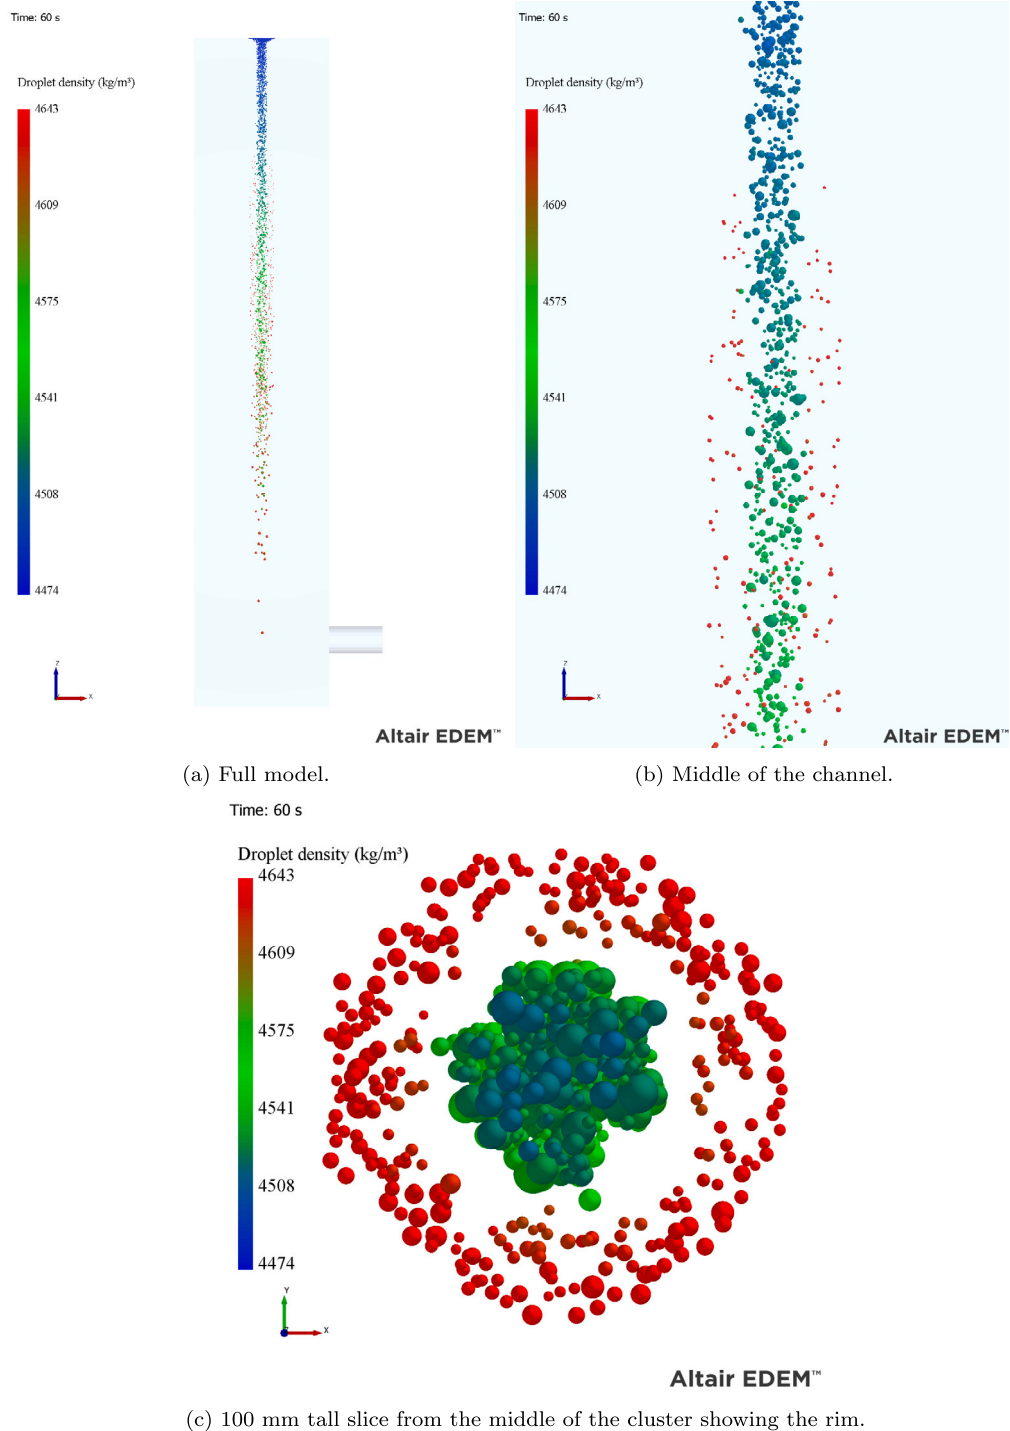 Time: 60 s
Droplet density (kg/m³)
4643
4609
4575
4541
4508
4474
Z
X
Altair EDEM™
(a) Full model.
Time: 60 s
Droplet density (kg/m³)
4643
4609
4575
4541
4508
4474
Z
X
Altair EDEM™
(b) Middle of the channel.
Time: 60 s
Droplet density (kg/m³)
4643
4609
4575
4541
4508
4474
Y
X
Altair EDEM™
(c) 100 mm tall slice from the middle of the cluster showing the rim.